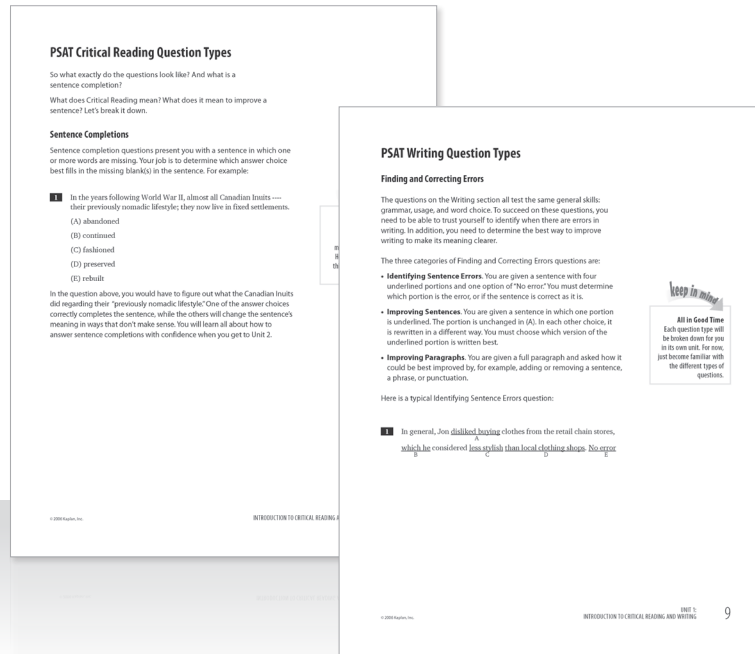 PSAT Critical Reading Question Types
So what exactly do the questions look like? And what is a
sentence completion?
What does Critical Reading mean? What does it mean to improve a
sentence? Let's break it down.
Sentence Completions
Sentence completion questions present you with a sentence in which one
or more words are missing. Your job is to determine which answer choice
best fills in the missing blank(s) in the sentence. For example:
1 In the years following World War II, almost all Canadian Inuits ----
their previously nomadic lifestyle; they now live in fixed settlements.
(A) abandoned
(B) continued
(C) fashioned
(D) preserved
(E) rebuilt
In the question above, you would have to figure out what the Canadian Inuits
did regarding their "previously nomadic lifestyle." One of the answer choices
correctly completes the sentence, while the others will change the sentence's
meaning in ways that don't make sense. You will learn all about how to
answer sentence completions with confidence when you get to Unit 2.
INTRODUCTION TO CRITICAL READING A
PSAT Writing Question Types
Finding and Correcting Errors
The questions on the Writing section all test the same general skills:
grammar, usage, and word choice. To succeed on these questions, you
need to be able to trust yourself to identify when there are errors in
writing. In addition, you need to determine the best way to improve
writing to make its meaning clearer.
The three categories of Finding and Correcting Errors questions are:
• Identifying Sentence Errors. You are given a sentence with four
underlined portions and one option of "No error." You must determine
which portion is the error, or if the sentence is correct as it is.
• Improving Sentences. You are given a sentence in which one portion
is underlined. The portion is unchanged in (A). In each other choice, it
is rewritten in a different way. You must choose which version of the
underlined portion is written best.
• Improving Paragraphs. You are given a full paragraph and asked how it
could be best improved by, for example, adding or removing a sentence,
a phrase, or punctuation.
Here is a typical Identifying Sentence Errors question:
1 In general, Jon disliked buying clothes from the retail chain stores,
A
which he considered less stylish than local clothing shops. No error
B C D E
keep in mind
All in Good Time
Each question type will
be broken down for you
in its own unit. For now,
just become familiar with
the different types of
questions.
UNIT 1:
INTRODUCTION TO CRITICAL READING AND WRITING
9